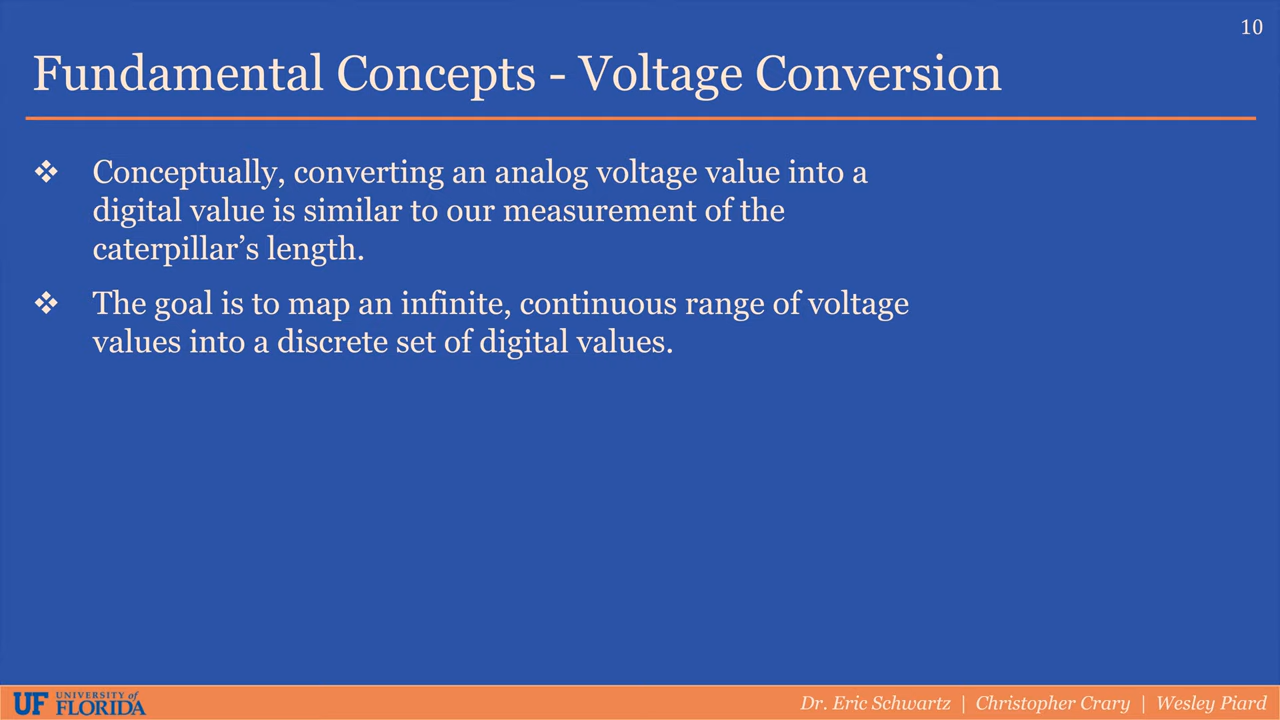 10
Fundamental Concepts - Voltage Conversion
❖ Conceptually, converting an analog voltage value into a
digital value is similar to our measurement of the
caterpillar’s length.
❖ The goal is to map an infinite, continuous range of voltage
values into a discrete set of digital values.
UF UNIVERSITY of
FLORIDA
Dr. Eric Schwartz | Christopher Crary | Wesley Piard